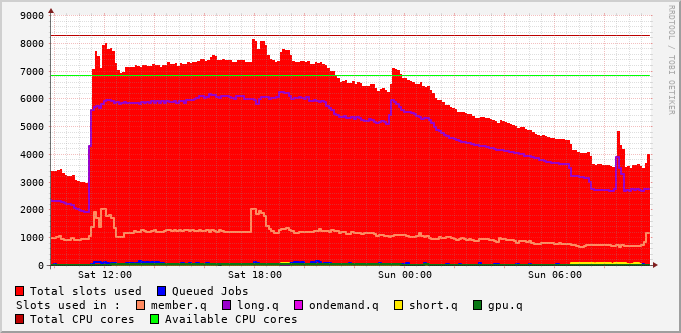 9000
8000
7000
6000
5000
4000
3000
2000
1000
0
Sat 12:00 Sat 18:00 Sun 00:00 Sun 06:00
RRDTOOL / TOBI OETIKER
Total slots used Queued Jobs
Slots used in : member.q long.q ondemand.q short.q gpu.q
Total CPU cores Available CPU cores